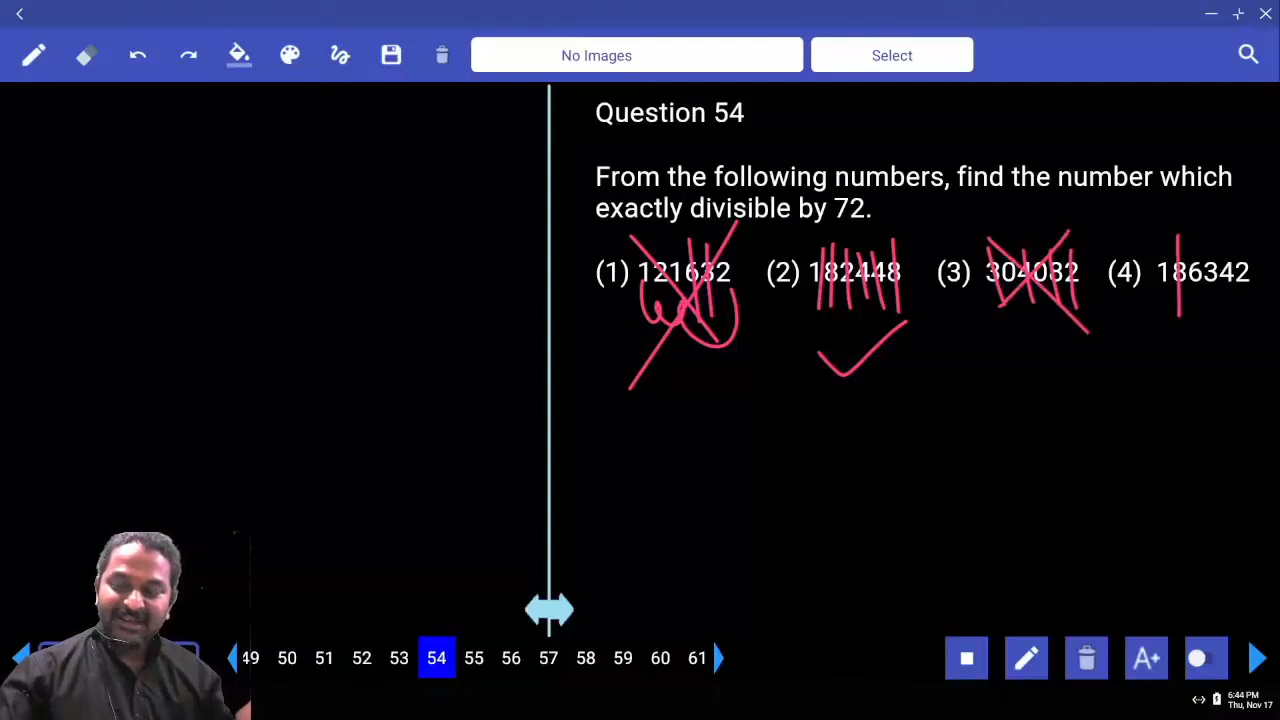 No Images
Select
Question 54
From the following numbers, find the number which
exactly divisible by 72.
(1) 121632 (2) 182448 (3) 304032 (4) 186342
49 50 51 52 53 54 55 56 57 58 59 60 61
A+
6:44 PM
Thu, Nov 17